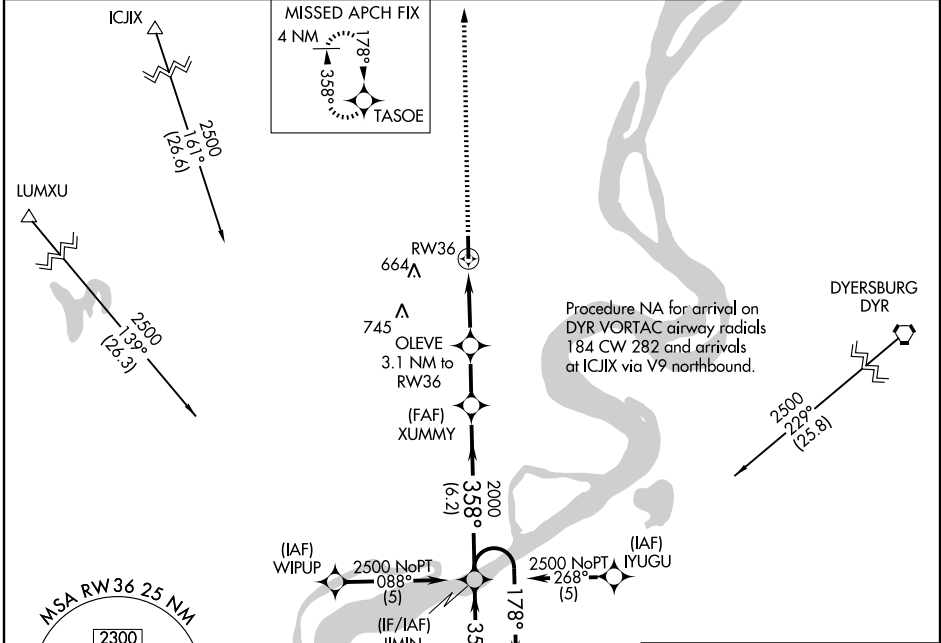 ICJIX
2500
161°
(26.6)
MISSED APCH FIX
4 NM
178°
358°
TASOE
LUMXU
2500
139°
(26.3)
RW36
664
745
OLEVE
3.1 NM to
RW36
(FAF)
XUMMY
Procedure NA for arrival on
DYR VORTAC airway radials
184 CW 282 and arrivals
at ICJIX via V9 northbound.
DYERSBURG
DYR
2500
229°
(25.8)
2000
358°
(6.2)
(IAF)
WIPUP
2500 NoPT
088°
(5)
(IAF)
IYUGU
2500 NoPT
268°
(5)
(IF/IAF)
178°
MSA RW36 25 NM
2300